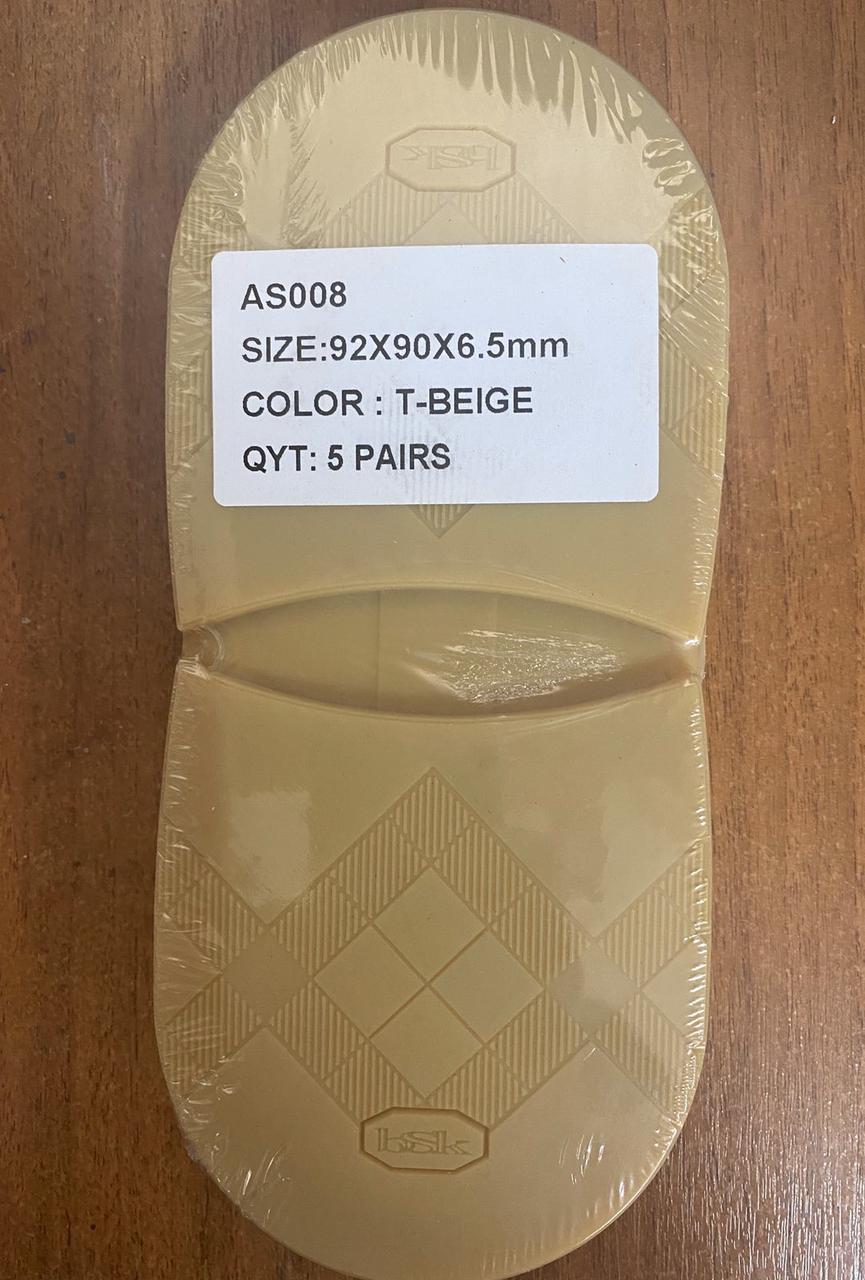 bSk
AS008
SIZE:92X90X6.5mm
COLOR : T-BEIGE
QYT: 5 PAIRS
bSk